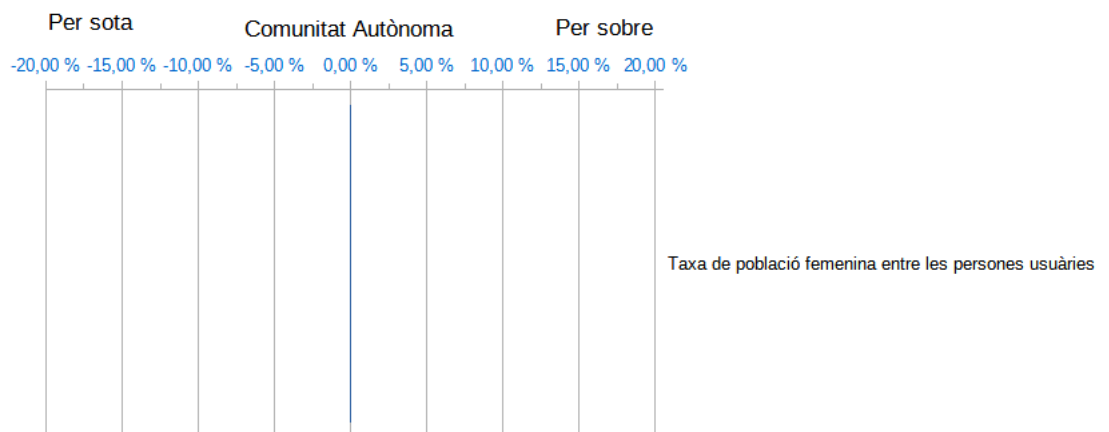 Per sota Comunitat Autònoma Per sobre
-20,00 % -15,00 % -10,00 % -5,00 % 0,00 % 5,00 % 10,00 % 15,00 % 20,00 %
Taxa de població femenina entre les persones usuàries